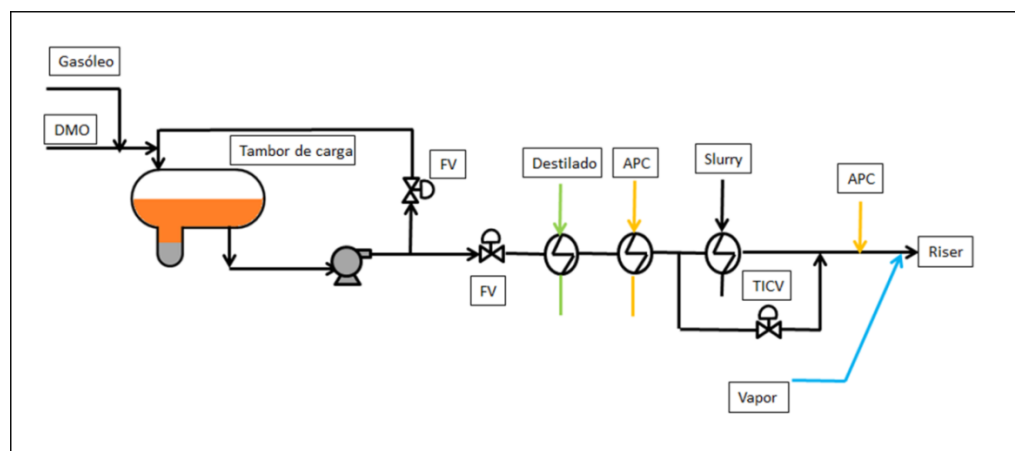 Gasóleo
DMO
Tambor de carga
FV
FV
Destilado
APC
Slurry
TICV
APC
Riser
Vapor